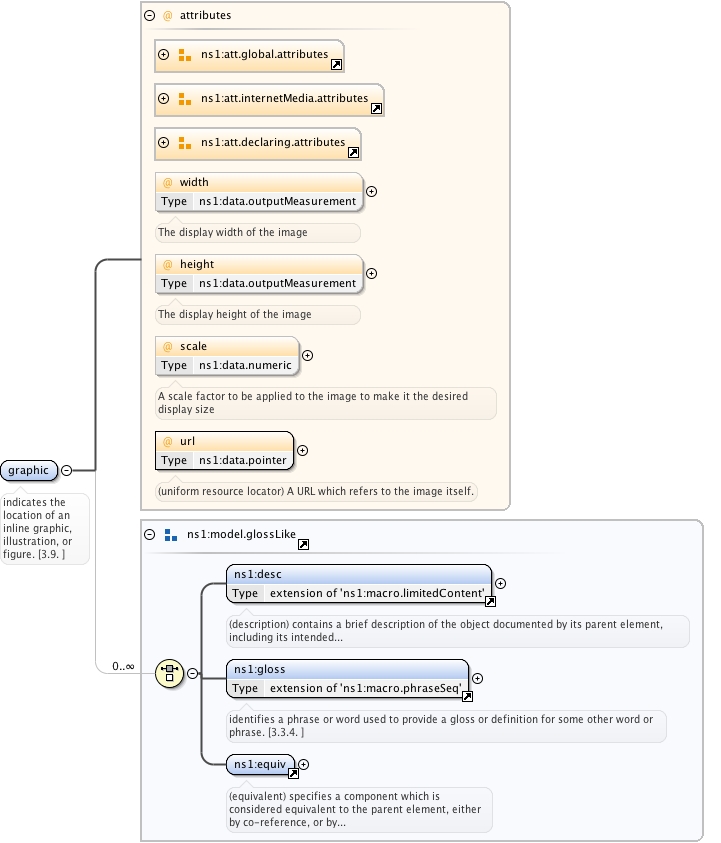 @ attributes
ns1:att.global.attributes
ns1:att.internetMedia.attributes
ns1:att.declaring.attributes
@ width
Type ns1:data.outputMeasurement
The display width of the image
@ height
Type ns1:data.outputMeasurement
The display height of the image
@ scale
Type ns1:data.numeric
A scale factor to be applied to the image to make it the desired
display size
@ url
Type ns1:data.pointer
(uniform resource locator) A URL which refers to the image itself.
graphic
indicates the
location of an
inline graphic,
illustration, or
figure. [3.9. ]
ns1:model.glossLike
0..∞
ns1:desc
Type extension of 'ns1:macro.limitedContent'
(description) contains a brief description of the object documented by its parent element,
including its intended...
ns1:gloss
Type extension of 'ns1:macro.phraseSeq'
identifies a phrase or word used to provide a gloss or definition for some other word or
phrase. [3.3.4. ]
ns1:equiv
(equivalent) specifies a component which is
considered equivalent to the parent element, either
by co-reference, or by...